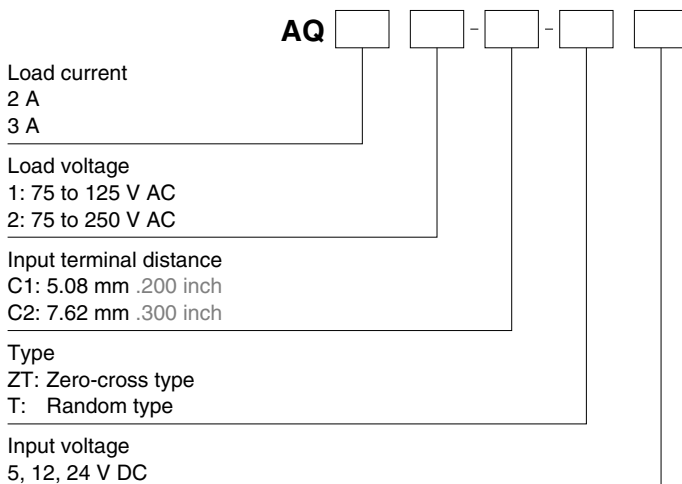 AQ - -
Load current
2 A
3 A
Load voltage
1: 75 to 125 V AC
2: 75 to 250 V AC
Input terminal distance
C1: 5.08 mm .200 inch
C2: 7.62 mm .300 inch
Type
ZT: Zero-cross type
T: Random type
Input voltage
5, 12, 24 V DC